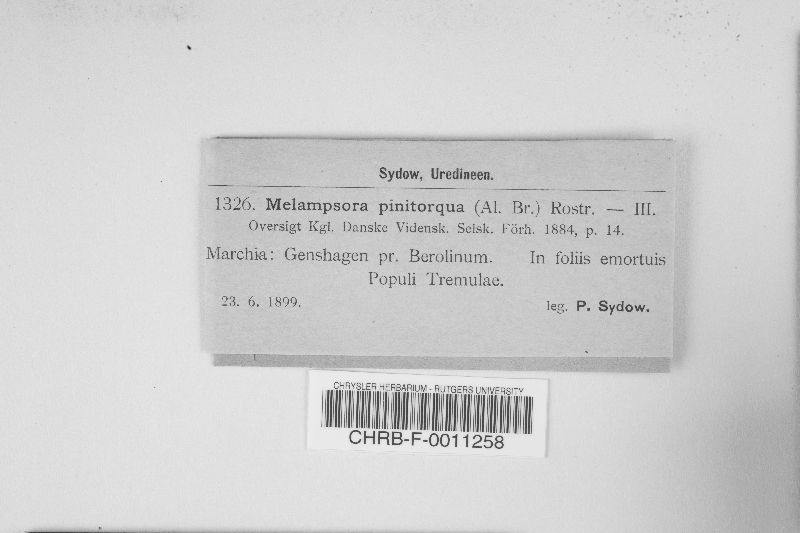 Sydow, Uredineen.
1326. Melampsora pinitorqua (Al. Br.) Rostr. — III.
Oversigt Kgl. Danske Vidensk. Selsk. Förh. 1884, p. 14.
Marchia: Genshagen pr. Berolinum. In foliis emortuis
Populi Tremulae.
23. 6. 1899. leg. P. Sydow.
CHRYSLER HERBARIUM - RUTGERS UNIVERSITY
CHRB-F-0011258